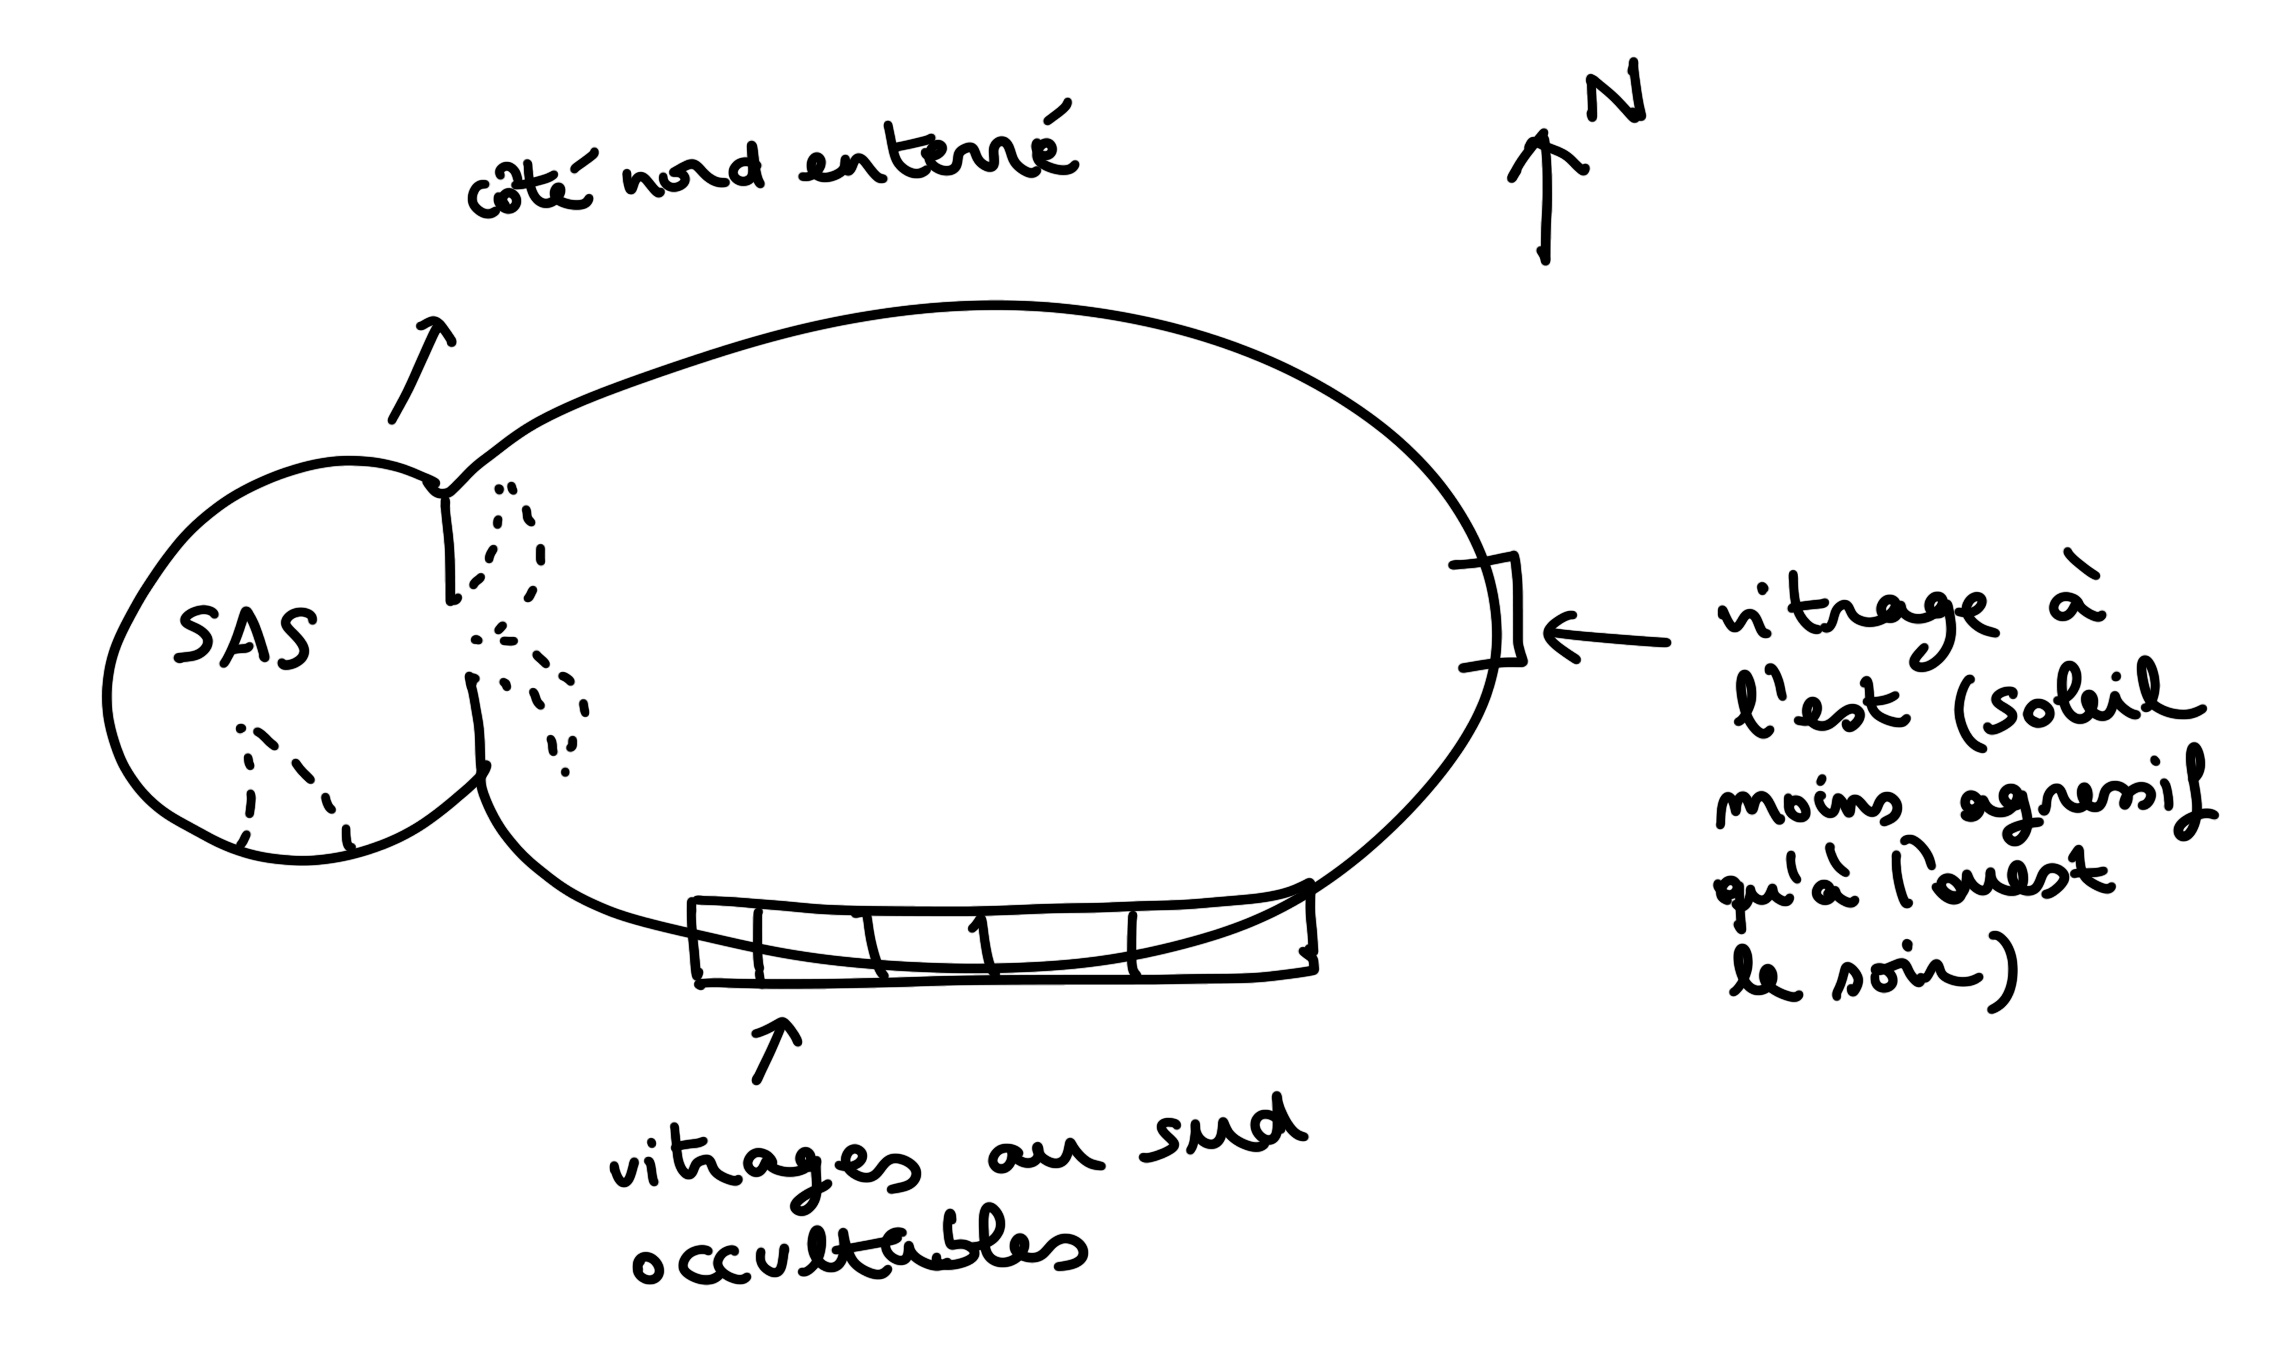 N
côté nord enterré
SAS
vitrage à
l'est (soleil
moins agressif
qu'à l'ouest
le soir)
vitrages au sud
occultables